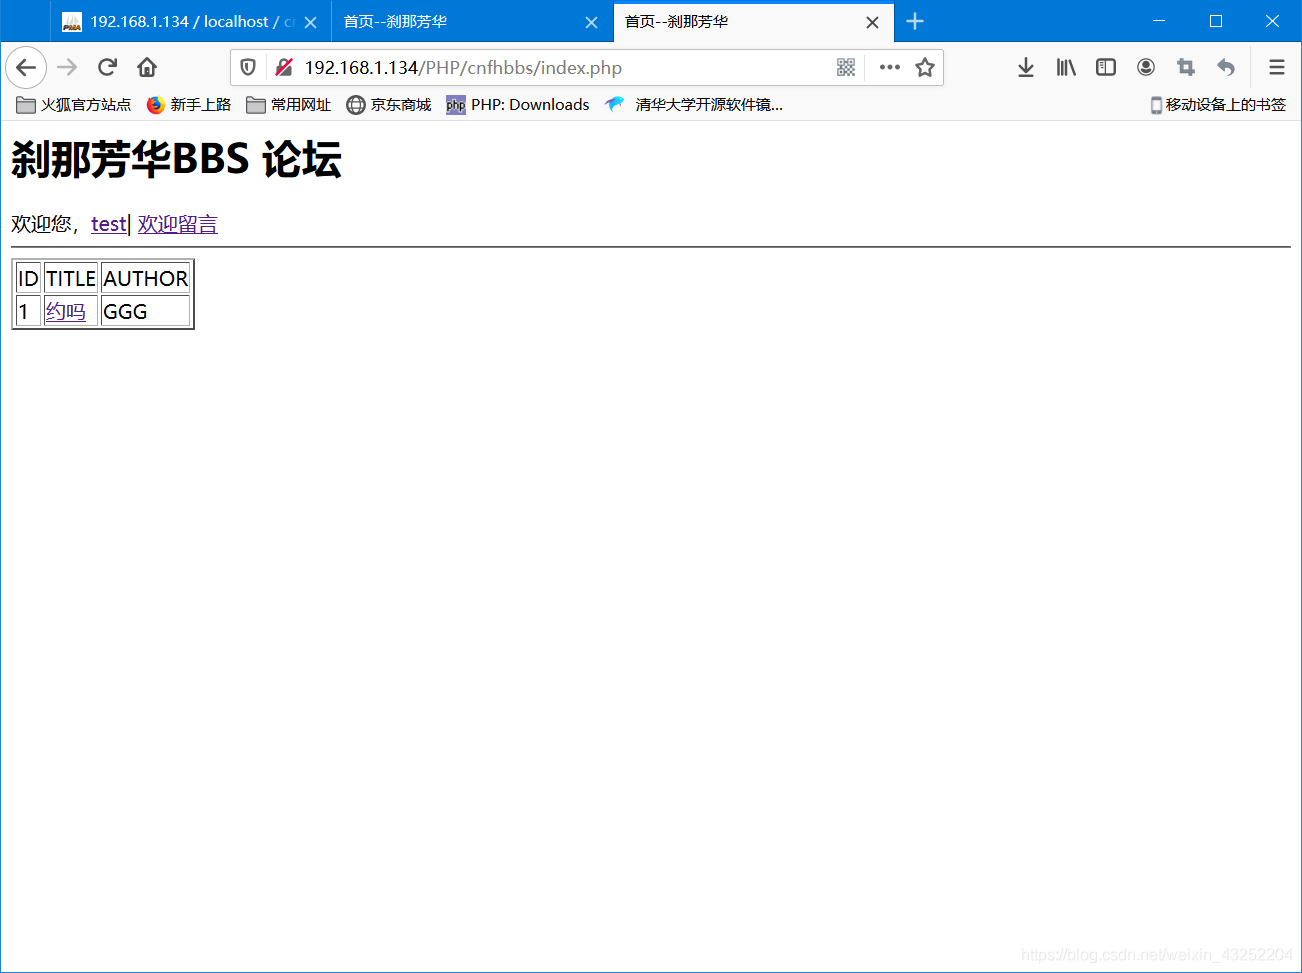 192.168.1.134 / localhost / cn
首页--刹那芳华
首页--刹那芳华
192.168.1.134/PHP/cnfhbbs/index.php
火狐官方站点 新手上路 常用网址 京东商城 php PHP: Downloads 清华大学开源软件镜... 移动设备上的书签
刹那芳华BBS 论坛
欢迎您，test| 欢迎留言
ID TITLE AUTHOR
1 约吗 GGG
https://blog.csdn.net/weixin_43252204